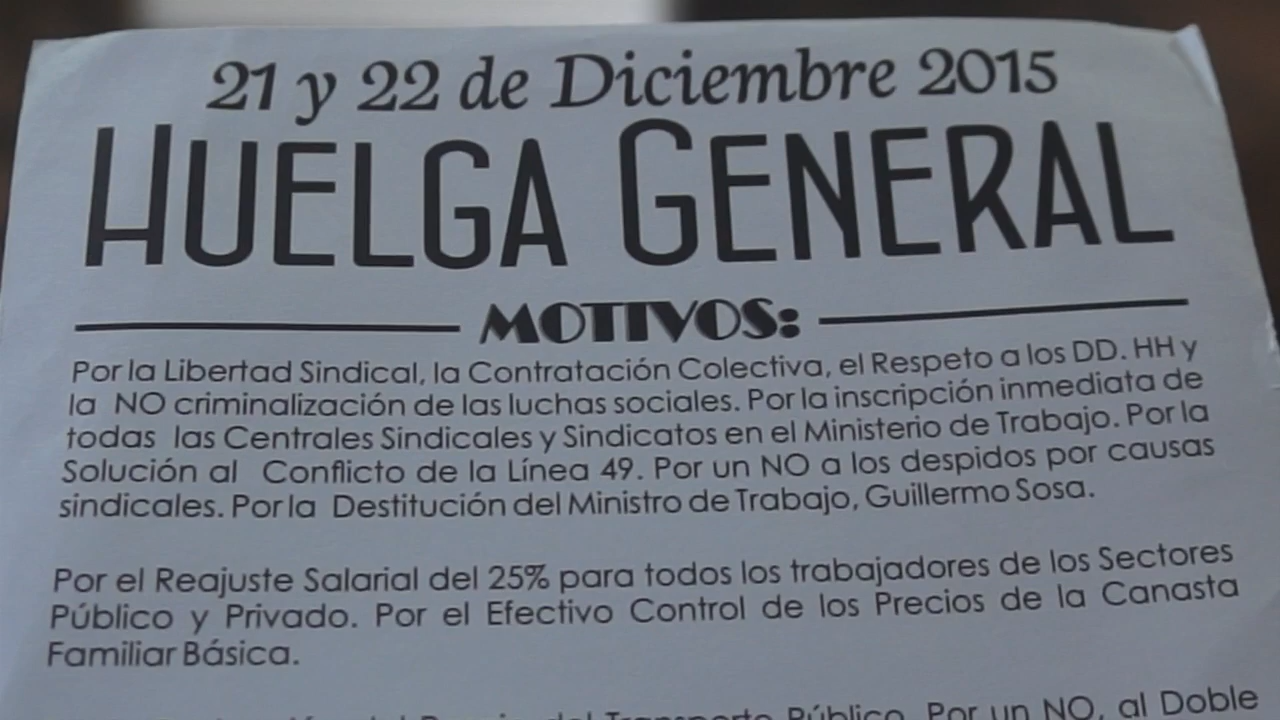 21 y 22 de Diciembre 2015
HUELGA GENERAL
MOTIVOS:
Por la Libertad Sindical, la Contratación Colectiva, el Respeto a los DD. HH y
la NO criminalización de las luchas sociales. Por la inscripción inmediata de
todas las Centrales Sindicales y Sindicatos en el Ministerio de Trabajo. Por la
Solución al Conflicto de la Línea 49. Por un NO a los despidos por causas
sindicales. Por la Destitución del Ministro de Trabajo, Guillermo Sosa.
Por el Reajuste Salarial del 25% para todos los trabajadores de los Sectores
Público y Privado. Por el Efectivo Control de los Precios de la Canasta
Familiar Básica.
del Transporte Público. Por un NO, al Doble